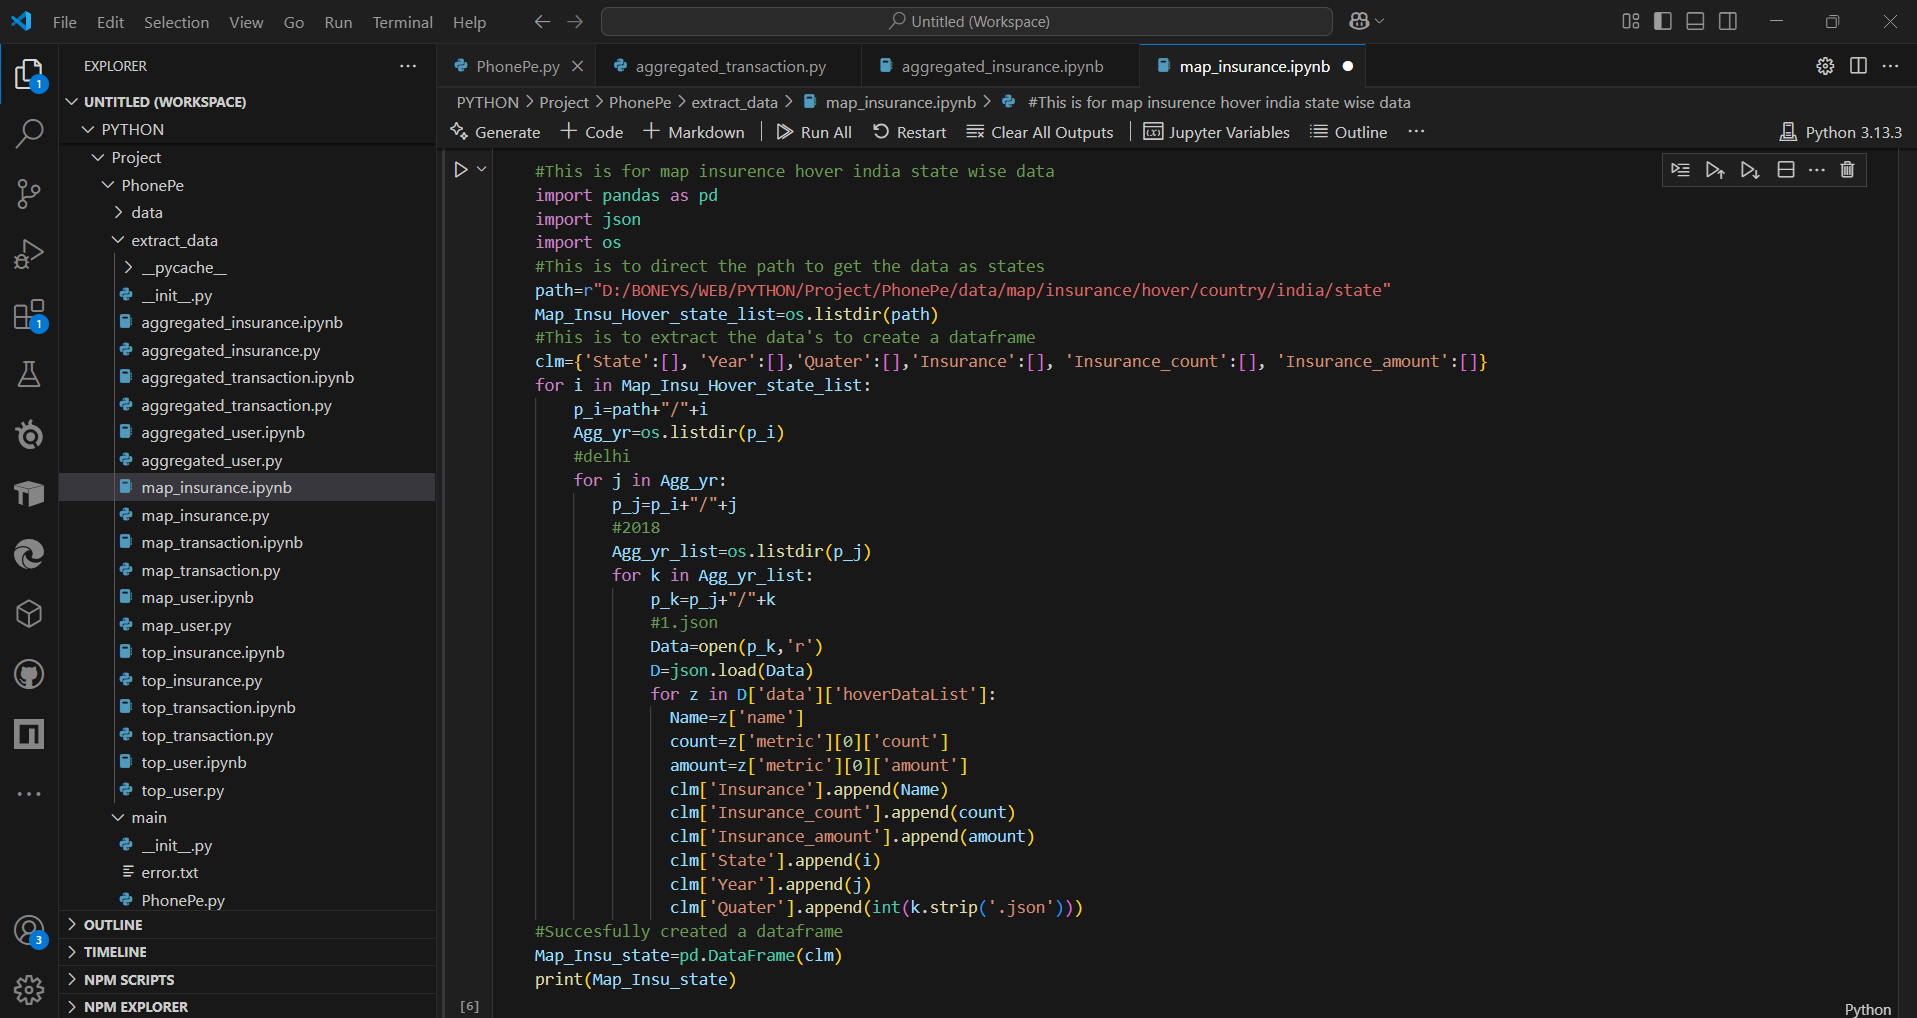 File Edit Selection View Go Run Terminal Help
Untitled (Workspace)
EXPLORER
PhonePe.py
aggregated_transaction.py
aggregated_insurance.ipynb
map_insurance.ipynb
UNTITLED (WORKSPACE)
PYTHON
Project
PhonePe
data
extract_data
__pycache__
__init__.py
aggregated_insurance.ipynb
aggregated_insurance.py
aggregated_transaction.ipynb
aggregated_transaction.py
aggregated_user.ipynb
aggregated_user.py
map_insurance.ipynb
map_insurance.py
map_transaction.ipynb
map_transaction.py
map_user.ipynb
map_user.py
top_insurance.ipynb
top_insurance.py
top_transaction.ipynb
top_transaction.py
top_user.ipynb
top_user.py
main
__init__.py
error.txt
PhonePe.py
OUTLINE
TIMELINE
NPM SCRIPTS
NPM EXPLORER
1
1
3
PYTHON > Project > PhonePe > extract_data > map_insurance.ipynb > #This is for map insurence hover india state wise data
Generate + Code + Markdown | Run All Restart Clear All Outputs | Jupyter Variables Outline ···
Python 3.13.3
#This is for map insurence hover india state wise data
import pandas as pd
import json
import os
#This is to direct the path to get the data as states
path=r"D:/BONEYS/WEB/PYTHON/Project/PhonePe/data/map/insurance/hover/country/india/state"
Map_Insu_Hover_state_list=os.listdir(path)
#This is to extract the data's to create a dataframe
clm={'State':[], 'Year':[],'Quater':[],'Insurance':[], 'Insurance_count':[], 'Insurance_amount':[]}
for i in Map_Insu_Hover_state_list:
    p_i=path+"/"+i
    Agg_yr=os.listdir(p_i)
    #delhi
    for j in Agg_yr:
        p_j=p_i+"/"+j
        #2018
        Agg_yr_list=os.listdir(p_j)
        for k in Agg_yr_list:
            p_k=p_j+"/"+k
            #1.json
            Data=open(p_k,'r')
            D=json.load(Data)
            for z in D['data']['hoverDataList']:
              Name=z['name']
              count=z['metric'][0]['count']
              amount=z['metric'][0]['amount']
              clm['Insurance'].append(Name)
              clm['Insurance_count'].append(count)
              clm['Insurance_amount'].append(amount)
              clm['State'].append(i)
              clm['Year'].append(j)
              clm['Quater'].append(int(k.strip('.json')))
#Succesfully created a dataframe
Map_Insu_state=pd.DataFrame(clm)
print(Map_Insu_state)
[6]
Python